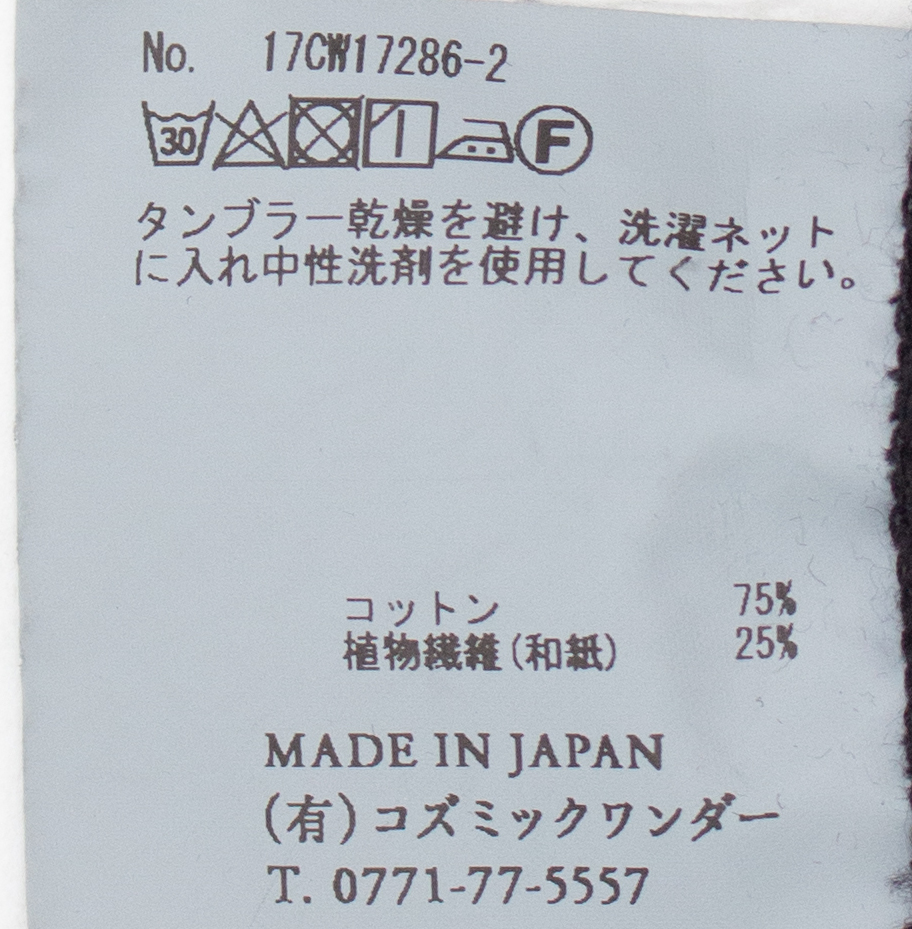 No. 17CW17286-2
30 F
タンブラー乾燥を避け、洗濯ネット
に入れ中性洗剤を使用してください。
コットン 75%
植物繊維(和紙) 25%
MADE IN JAPAN
(有)コズミックワンダー
T. 0771-77-5557